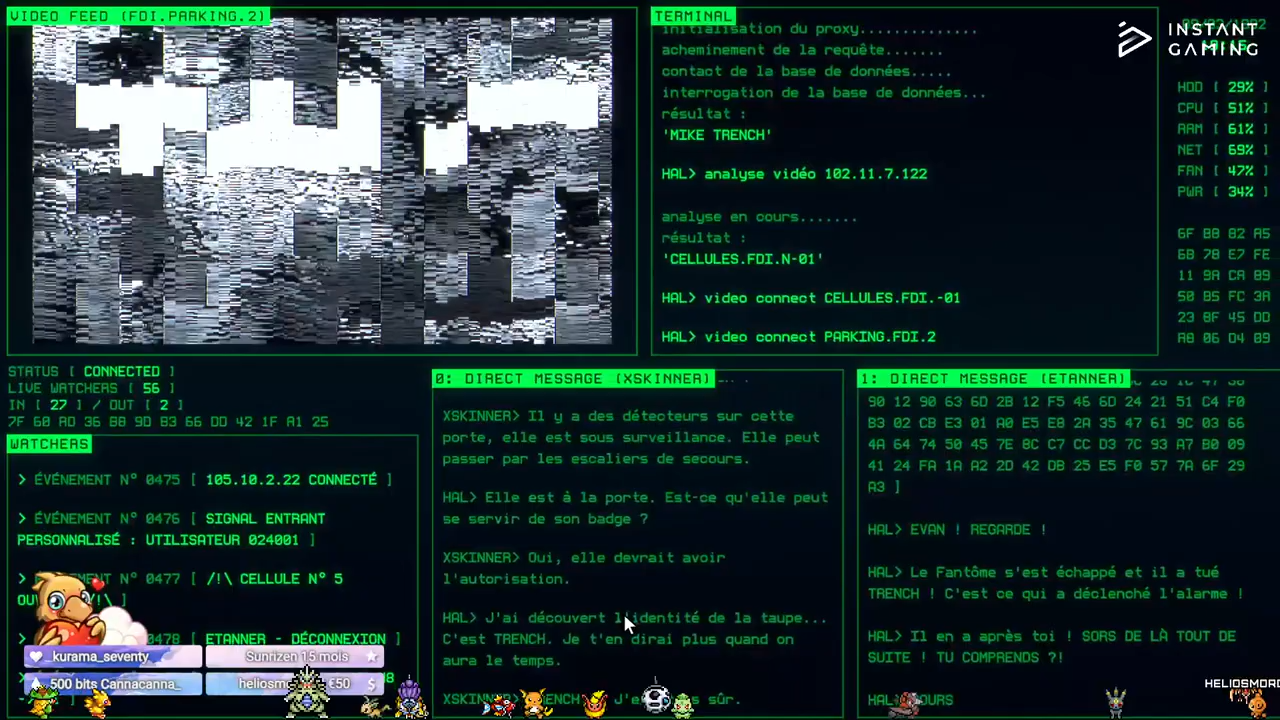 VIDEO FEED (FDI.PARKING.2)
TERMINAL
initialisation du proxy..............
acheminement de la requête.......
contact de la base de données.....
interrogation de la base de données...
résultat :
'MIKE TRENCH'
HAL> analyse vidéo 102.11.7.122
analyse en cours.......
résultat :
'CELLULES.FDI.N-01'
HAL> video connect CELLULES.FDI.-01
HAL> video connect PARKING.FDI.2
INSTANT
GAMING
HDD [ 29% ]
CPU [ 51% ]
RAM [ 61% ]
NET [ 69% ]
FAN [ 47% ]
PWR [ 34% ]
6F BB 82 A5
6B 78 E7 FE
11 9A CA 89
50 B5 FC 3A
23 BF 45 DD
A8 06 D4 89
STATUS [ CONNECTED ]
LIVE WATCHERS [ 56 ]
IN [ 27 ] / OUT [ 2 ]
7F 60 AD 36 B8 9D B3 66 DD 42 1F A1 25
WATCHERS
> ÉVÉNEMENT N° 0475 [ 105.10.2.22 CONNECTÉ ]
> ÉVÉNEMENT N° 0476 [ SIGNAL ENTRANT
PERSONNALISÉ : UTILISATEUR 024001 ]
N° 0477 [ /!\ CELLULE N° 5
0478 [ ETANNER - DÉCONNEXION ]
_kurama_seventy_
Sunrizen 15 mois
500 bits Cannacanna_
€50
0: DIRECT MESSAGE (XSKINNER)
XSKINNER> Il y a des détecteurs sur cette
porte, elle est sous surveillance. Elle peut
passer par les escaliers de secours.
HAL> Elle est à la porte. Est-ce qu'elle peut
se servir de son badge ?
XSKINNER> Oui, elle devrait avoir
l'autorisation.
HAL> J'ai découvert l'identité de la taupe...
C'est TRENCH. Je t'en dirai plus quand on
aura le temps.
sûr.
1: DIRECT MESSAGE (ETANNER)
90 12 90 63 6D 2B 12 F5 46 6D 24 21 51 C4 F0
B3 02 CB E3 01 A0 E5 E8 2A 35 47 61 9C 03 66
4A 64 74 50 45 7E 8C C7 CC D3 7C 93 A7 B0 09
41 24 FA 1A A2 2D 42 DB 25 E5 F0 57 7A 6F 29
A3 ]
HAL> EVAN ! REGARDE !
HAL> Le Fantôme s'est échappé et il a tué
TRENCH ! C'est ce qui a déclenché l'alarme !
HAL> Il en a après toi ! SORS DE LÀ TOUT DE
SUITE ! TU COMPRENDS ?!
HAL> COURS